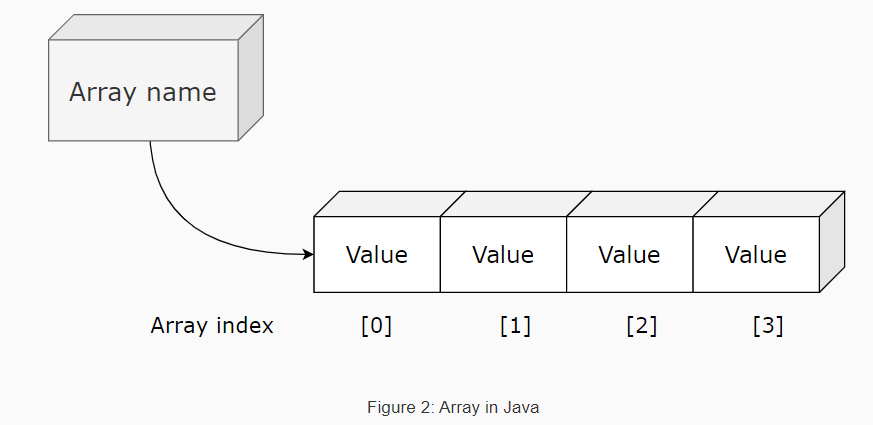 Array name
Value Value Value Value
Array index [0] [1] [2] [3]
Figure 2: Array in Java